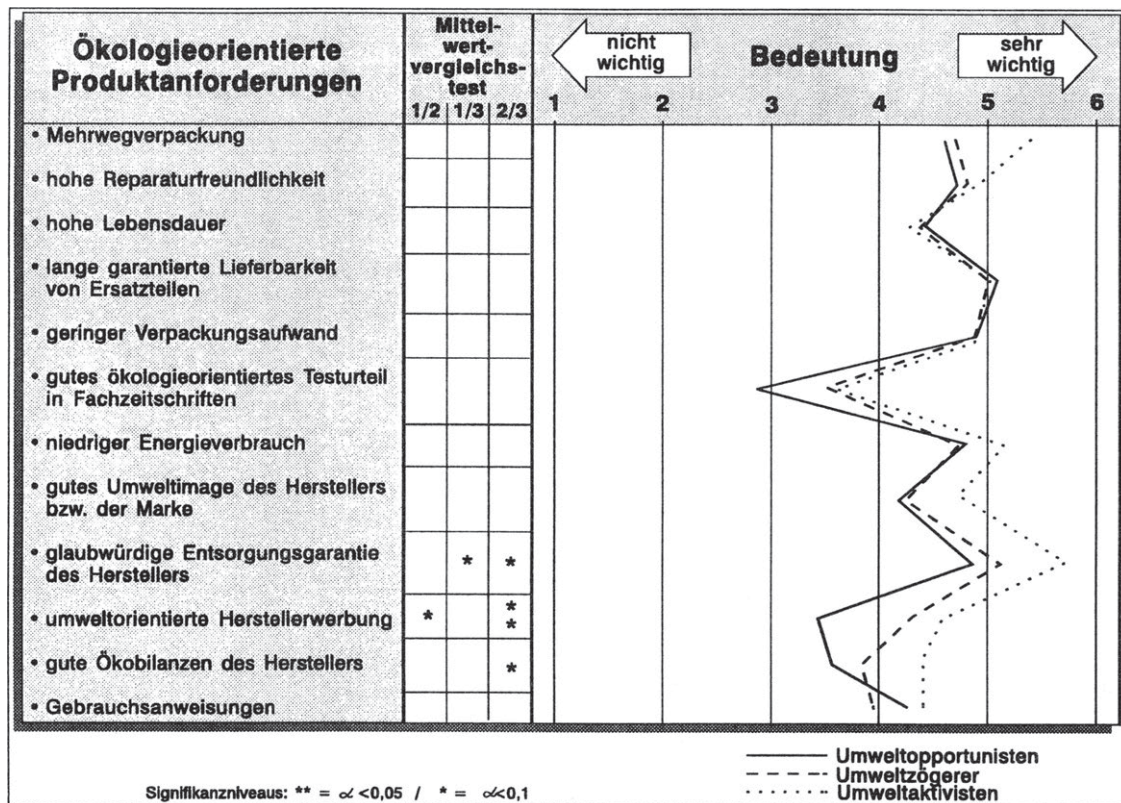 Ökologieorientierte
Produktanforderungen
Mittel-
wert-
vergleichs-
test
1/2 1/3 2/3
nicht
wichtig
Bedeutung
sehr
wichtig
1 2 3 4 5 6
• Mehrwegverpackung
• hohe Reparaturfreundlichkeit
• hohe Lebensdauer
• lange garantierte Lieferbarkeit
von Ersatzteilen
• geringer Verpackungsaufwand
• gutes ökologieorientiertes Testurteil
in Fachzeitschriften
• niedriger Energieverbrauch
• gutes Umweltimage des Herstellers
bzw. der Marke
• glaubwürdige Entsorgungsgarantie
des Herstellers * *
• umweltorientierte Herstellerwerbung * **
• gute Ökobilanzen des Herstellers *
• Gebrauchsanweisungen
Umweltopportunisten
Umweltzögerer
Umweltaktivisten
Signifikanzniveaus: ** = α <0,05 / * = α<0,1